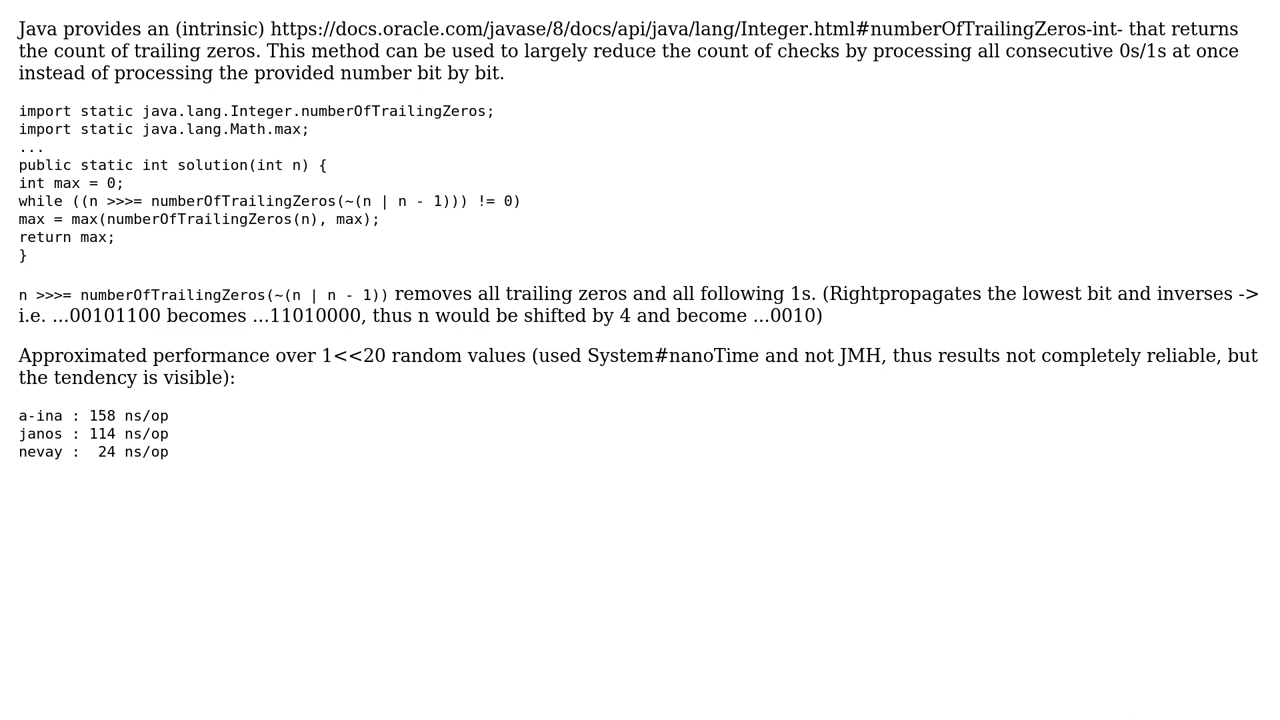 Java provides an (intrinsic) https://docs.oracle.com/javase/8/docs/api/java/lang/Integer.html#numberOfTrailingZeros-int- that returns
the count of trailing zeros. This method can be used to largely reduce the count of checks by processing all consecutive 0s/1s at once
instead of processing the provided number bit by bit.
import static java.lang.Integer.numberOfTrailingZeros;
import static java.lang.Math.max;
...
public static int solution(int n) {
int max = 0;
while ((n >>>= numberOfTrailingZeros(~(n | n - 1))) != 0)
max = max(numberOfTrailingZeros(n), max);
return max;
}
n >>>= numberOfTrailingZeros(~(n | n - 1)) removes all trailing zeros and all following 1s. (Rightpropagates the lowest bit and inverses ->
i.e. ...00101100 becomes ...11010000, thus n would be shifted by 4 and become ...0010)
Approximated performance over 1<<20 random values (used System#nanoTime and not JMH, thus results not completely reliable, but
the tendency is visible):
a-ina : 158 ns/op
janos : 114 ns/op
nevay :  24 ns/op